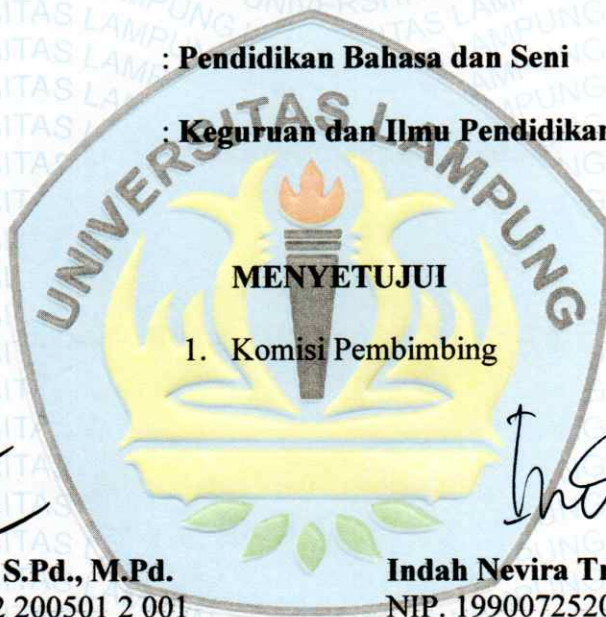 : Pendidikan Bahasa dan Seni
: Keguruan dan Ilmu Pendidikan
UNIVERSITAS LAMPUNG
MENYETUJUI
1. Komisi Pembimbing
S.Pd., M.Pd.
Indah Nevira
200501 2 001
NIP. 1990072520